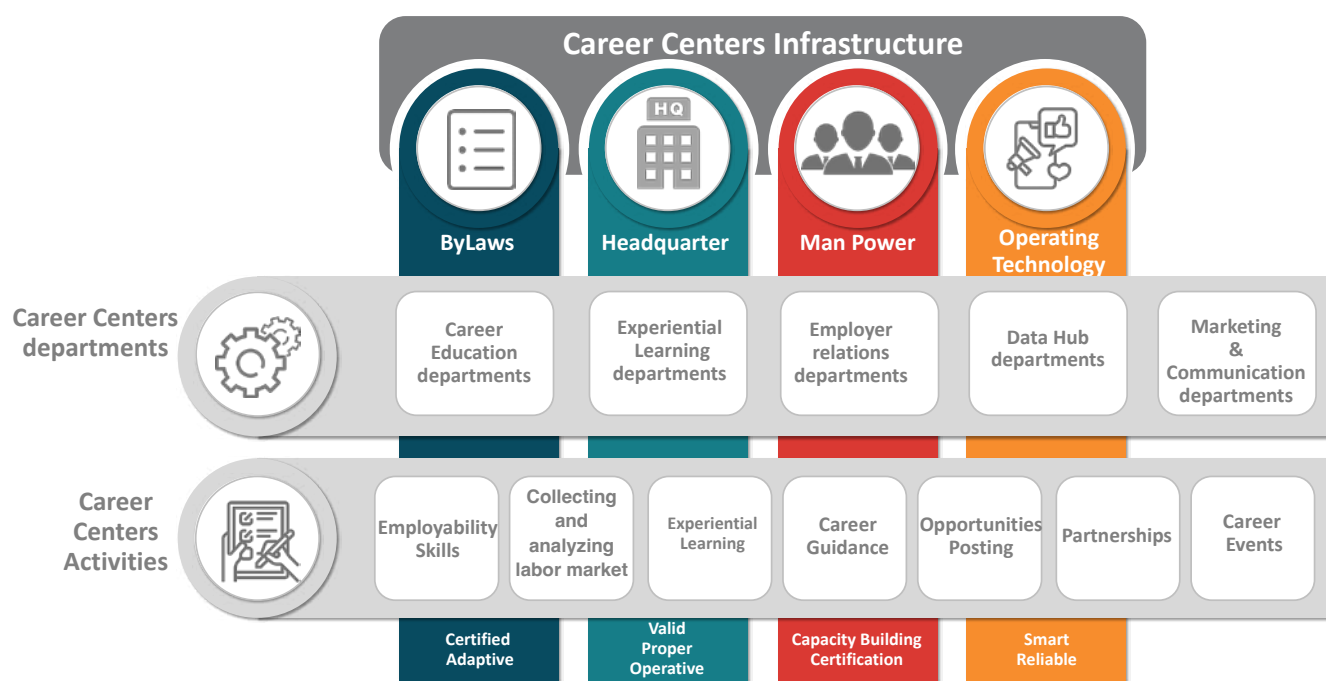 Career Centers Infrastructure
HQ
ByLaws
Headquarter
Man Power
Operating
Technology
Career Centers
departments
Career
Education
departments
Experiential
Learning
departments
Employer
relations
departments
Data Hub
departments
Marketing
&
Communication
departments
Career
Centers
Activities
Employability
Skills
Collecting
and
analyzing
labor market
Experiential
Learning
Career
Guidance
Opportunities
Posting
Partnerships
Career
Events
Certified
Adaptive
Valid
Proper
Operative
Capacity Building
Certification
Smart
Reliable